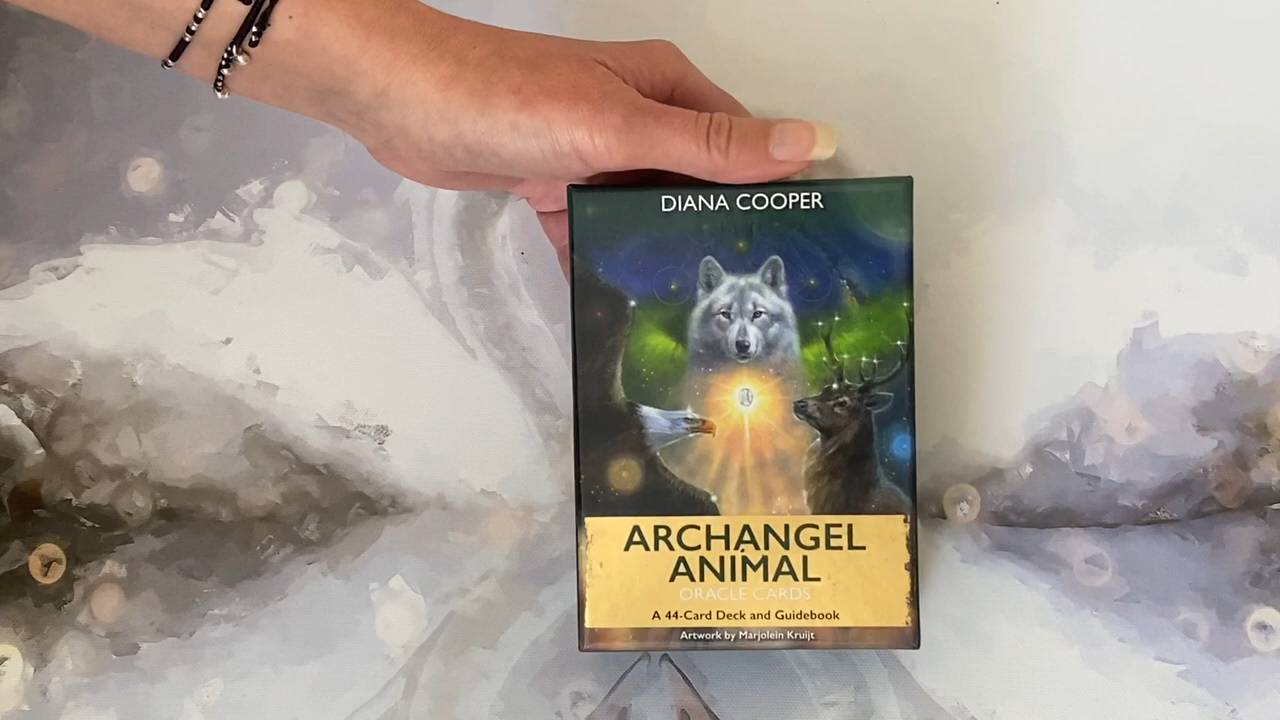 DIANA COOPER
ARCHANGEL
ANIMAL
ORACLE CARDS
A 44-Card Deck and Guidebook
Artwork by Marjolein Kruijt